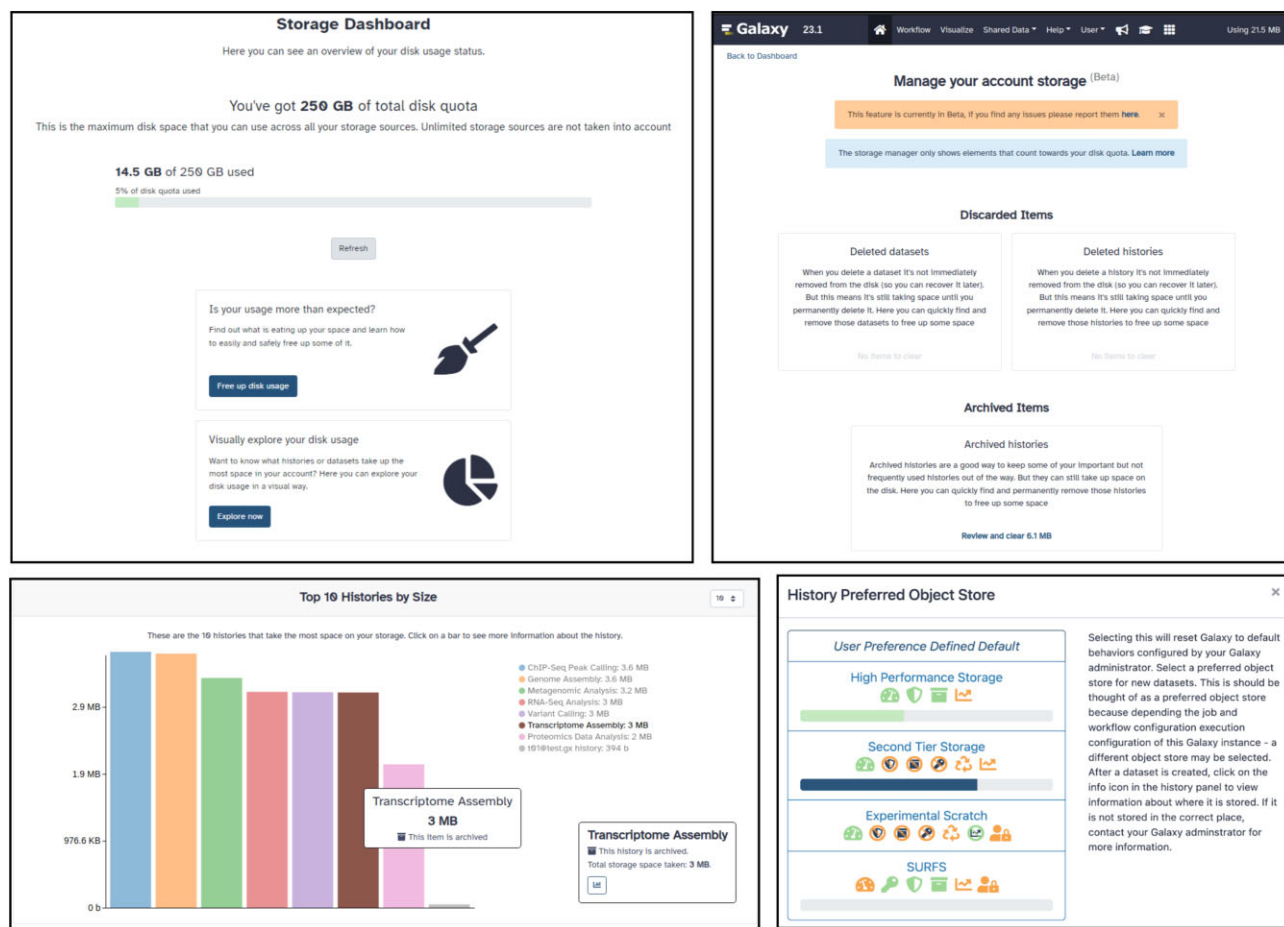 Storage Dashboard
Here you can see an overview of your disk usage status.
You've got 250 GB of total disk quota
This is the maximum disk space that you can use across all your storage sources. Unlimited storage sources are not taken into account
14.5 GB of 250 GB used
5% of disk quota used
Refresh
Is your usage more than expected?
Find out what is eating up your space and learn how
to easily and safely free up some of it.
Free up disk usage
Visually explore your disk usage
Want to know what histories or datasets take up the
most space in your account? Here you can explore your
disk usage in a visual way.
Explore now
Galaxy 23.1 Workflow Visualize Shared Data Help User Using 21.5 MB
Back to Dashboard
Manage your account storage (Beta)
This feature is currently in Beta, if you find any issues please report them here. ×
The storage manager only shows elements that count towards your disk quota. Learn more
Discarded Items
Deleted datasets
When you delete a dataset it's not immediately
removed from the disk (so you can recover it later).
But this means it's still taking space until you
permanently delete it. Here you can quickly find and
remove those datasets to free up some space
No items to clear
Deleted histories
When you delete a history it's not immediately
removed from the disk (so you can recover it later).
But this means it's still taking space until you
permanently delete it. Here you can quickly find and
remove those histories to free up some space
No items to clear
Archived Items
Archived histories
Archived histories are a good way to keep some of your important but not
frequently used histories out of the way. But they can still take up space on
the disk. Here you can quickly find and permanently remove those histories
to free up some space
Review and clear 6.1 MB
Top 10 Histories by Size
10
These are the 10 histories that take the most space on your storage. Click on a bar to see more information about the history.
2.9 MB
1.9 MB
976.6 KB
0 b
ChIP-Seq Peak Calling: 3.6 MB
Genome Assembly: 3.6 MB
Metagenomic Analysis: 3.2 MB
RNA-Seq Analysis: 3 MB
Variant Calling: 3 MB
Transcriptome Assembly: 3 MB
Proteomics Data Analysis: 2 MB
t01@test.gx history: 394 b
Transcriptome Assembly
3 MB
This item is archived
Transcriptome Assembly
This history is archived.
Total storage space taken: 3 MB.
History Preferred Object Store ×
User Preference Defined Default
High Performance Storage
Second Tier Storage
Experimental Scratch
SURFS
Selecting this will reset Galaxy to default
behaviors configured by your Galaxy
administrator. Select a preferred object
store for new datasets. This is should be
thought of as a preferred object store
because depending the job and
workflow configuration execution
configuration of this Galaxy instance - a
different object store may be selected.
After a dataset is created, click on the
info icon in the history panel to view
information about where it is stored. If it
is not stored in the correct place,
contact your Galaxy adminstrator for
more information.